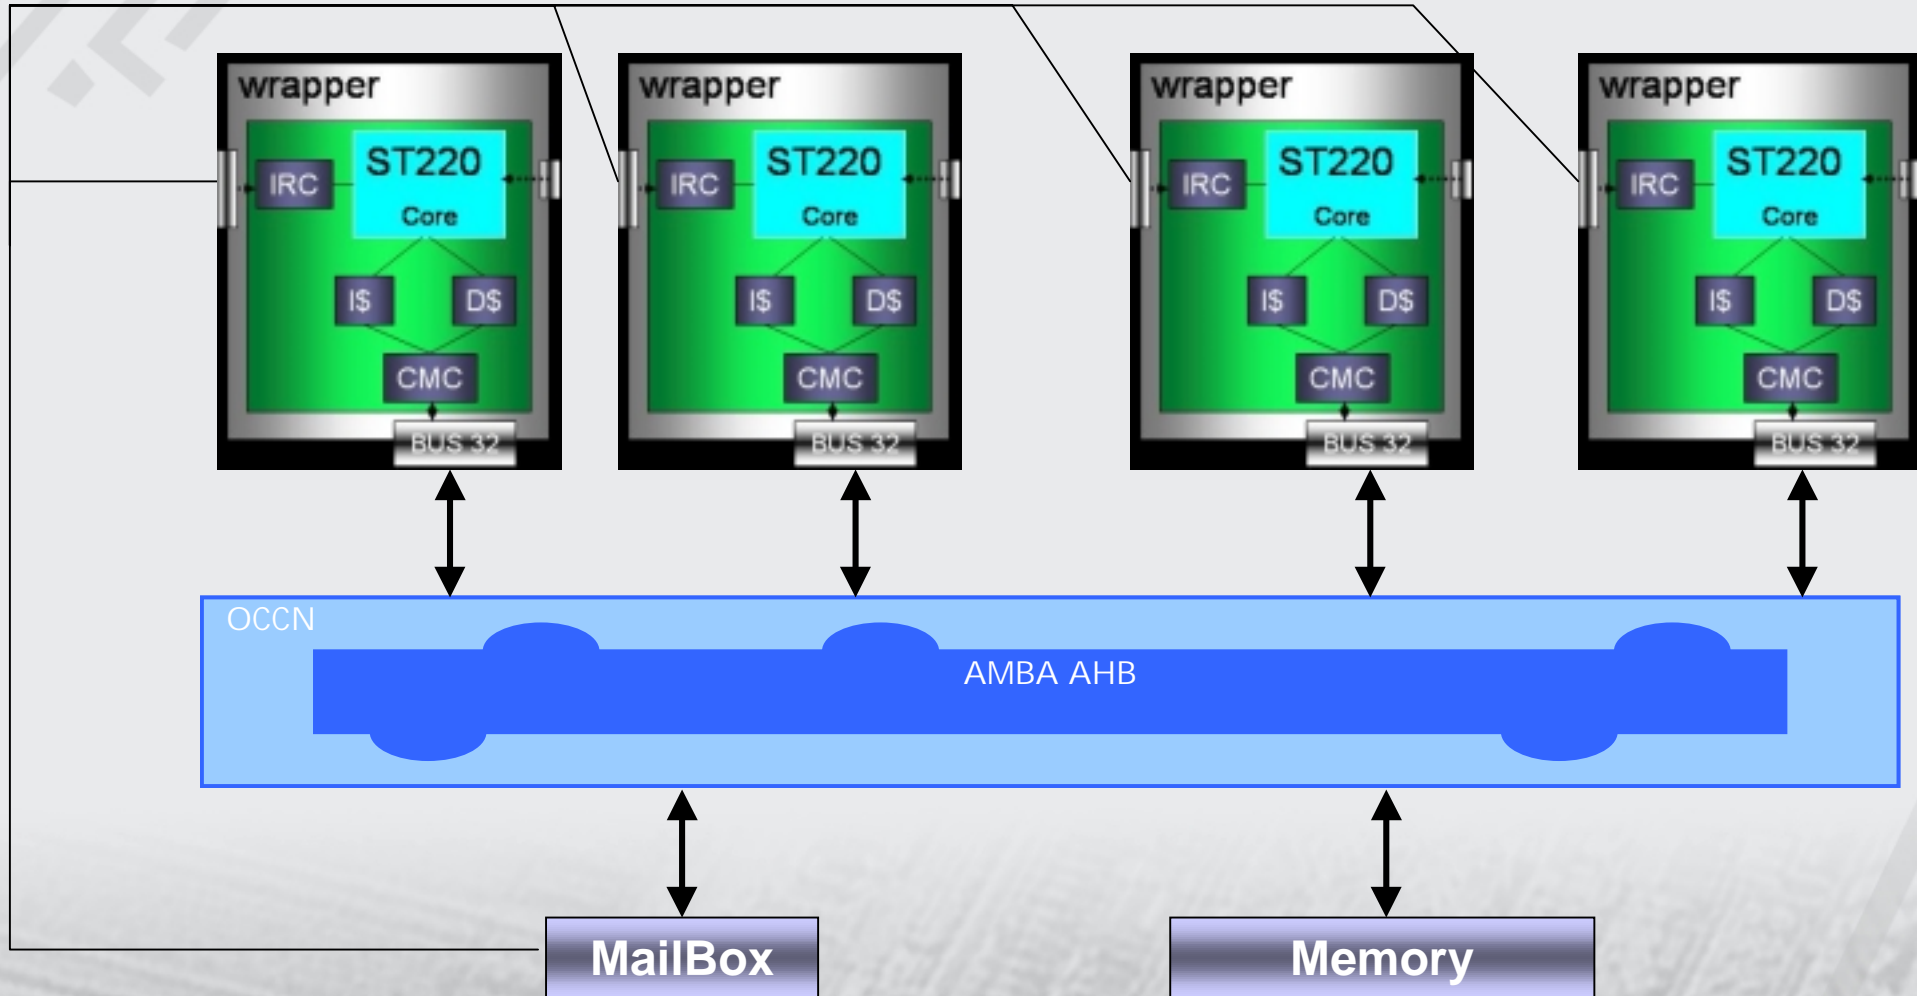 wrapper
IRC
ST220
Core
I$
D$
CMC
BUS 32
wrapper
IRC
ST220
Core
I$
D$
CMC
BUS 32
wrapper
IRC
ST220
Core
I$
D$
CMC
BUS 32
wrapper
IRC
ST220
Core
I$
D$
CMC
BUS 32
OCCN
AMBA AHB
MailBox
Memory